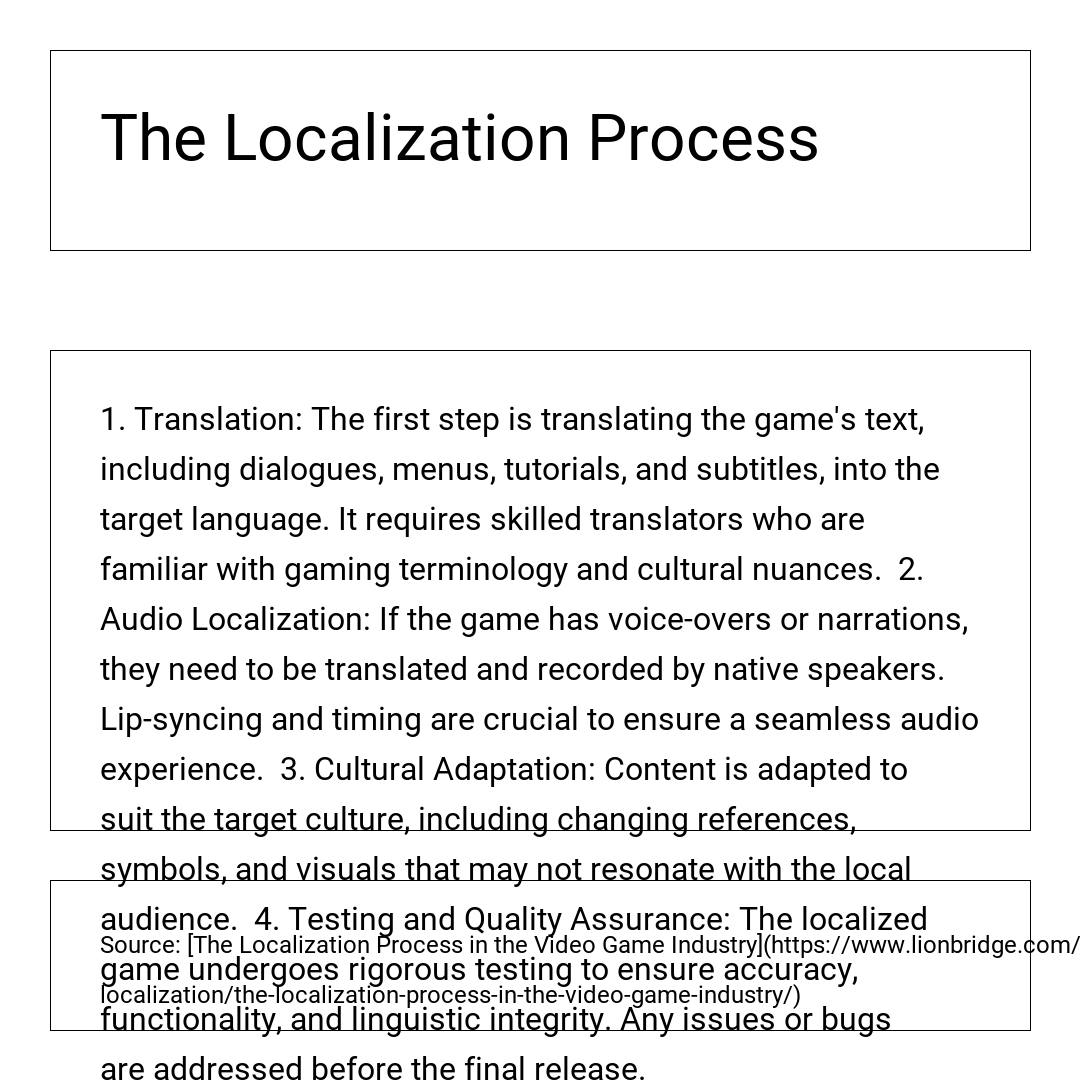 The Localization Process
1. Translation: The first step is translating the game's text,
including dialogues, menus, tutorials, and subtitles, into the
target language. It requires skilled translators who are
familiar with gaming terminology and cultural nuances.  2.
Audio Localization: If the game has voice-overs or narrations,
they need to be translated and recorded by native speakers.
Lip-syncing and timing are crucial to ensure a seamless audio
experience.  3. Cultural Adaptation: Content is adapted to
suit the target culture, including changing references,
symbols, and visuals that may not resonate with the local
audience.  4. Testing and Quality Assurance: The localized
game undergoes rigorous testing to ensure accuracy,
functionality, and linguistic integrity. Any issues or bugs
are addressed before the final release.
Source: [The Localization Process in the Video Game Industry](https://www.lionbridge.com/
localization/the-localization-process-in-the-video-game-industry/)